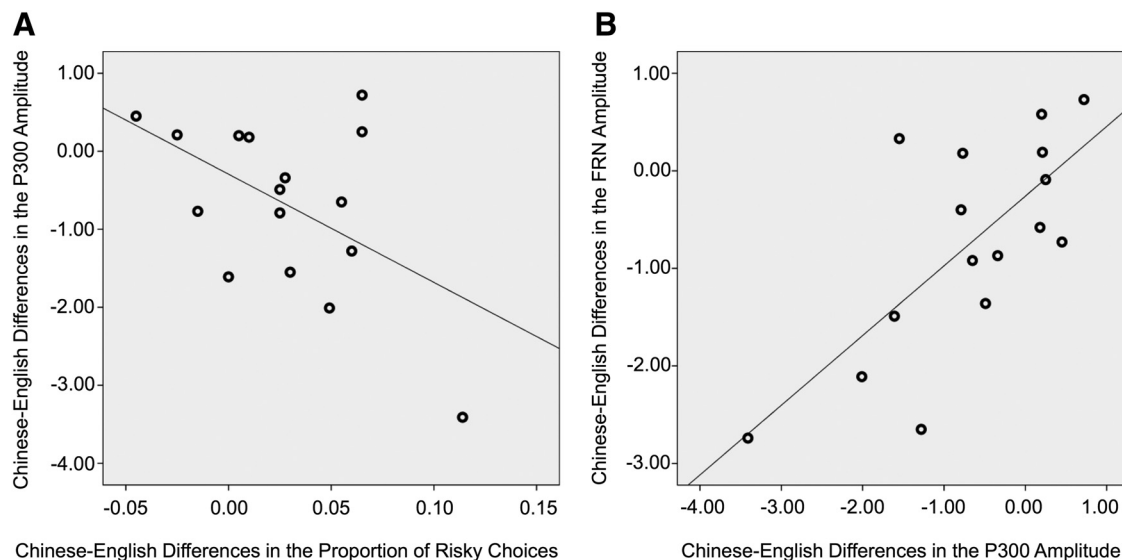 A
Chinese-English Differences in the P300 Amplitude
1.00
0.00
-1.00
-2.00
-3.00
-4.00
-0.05 0.00 0.05 0.10 0.15
Chinese-English Differences in the Proportion of Risky Choices
B
Chinese-English Differences in the FRN Amplitude
1.00
0.00
-1.00
-2.00
-3.00
-4.00 -3.00 -2.00 -1.00 0.00 1.00
Chinese-English Differences in the P300 Amplitude